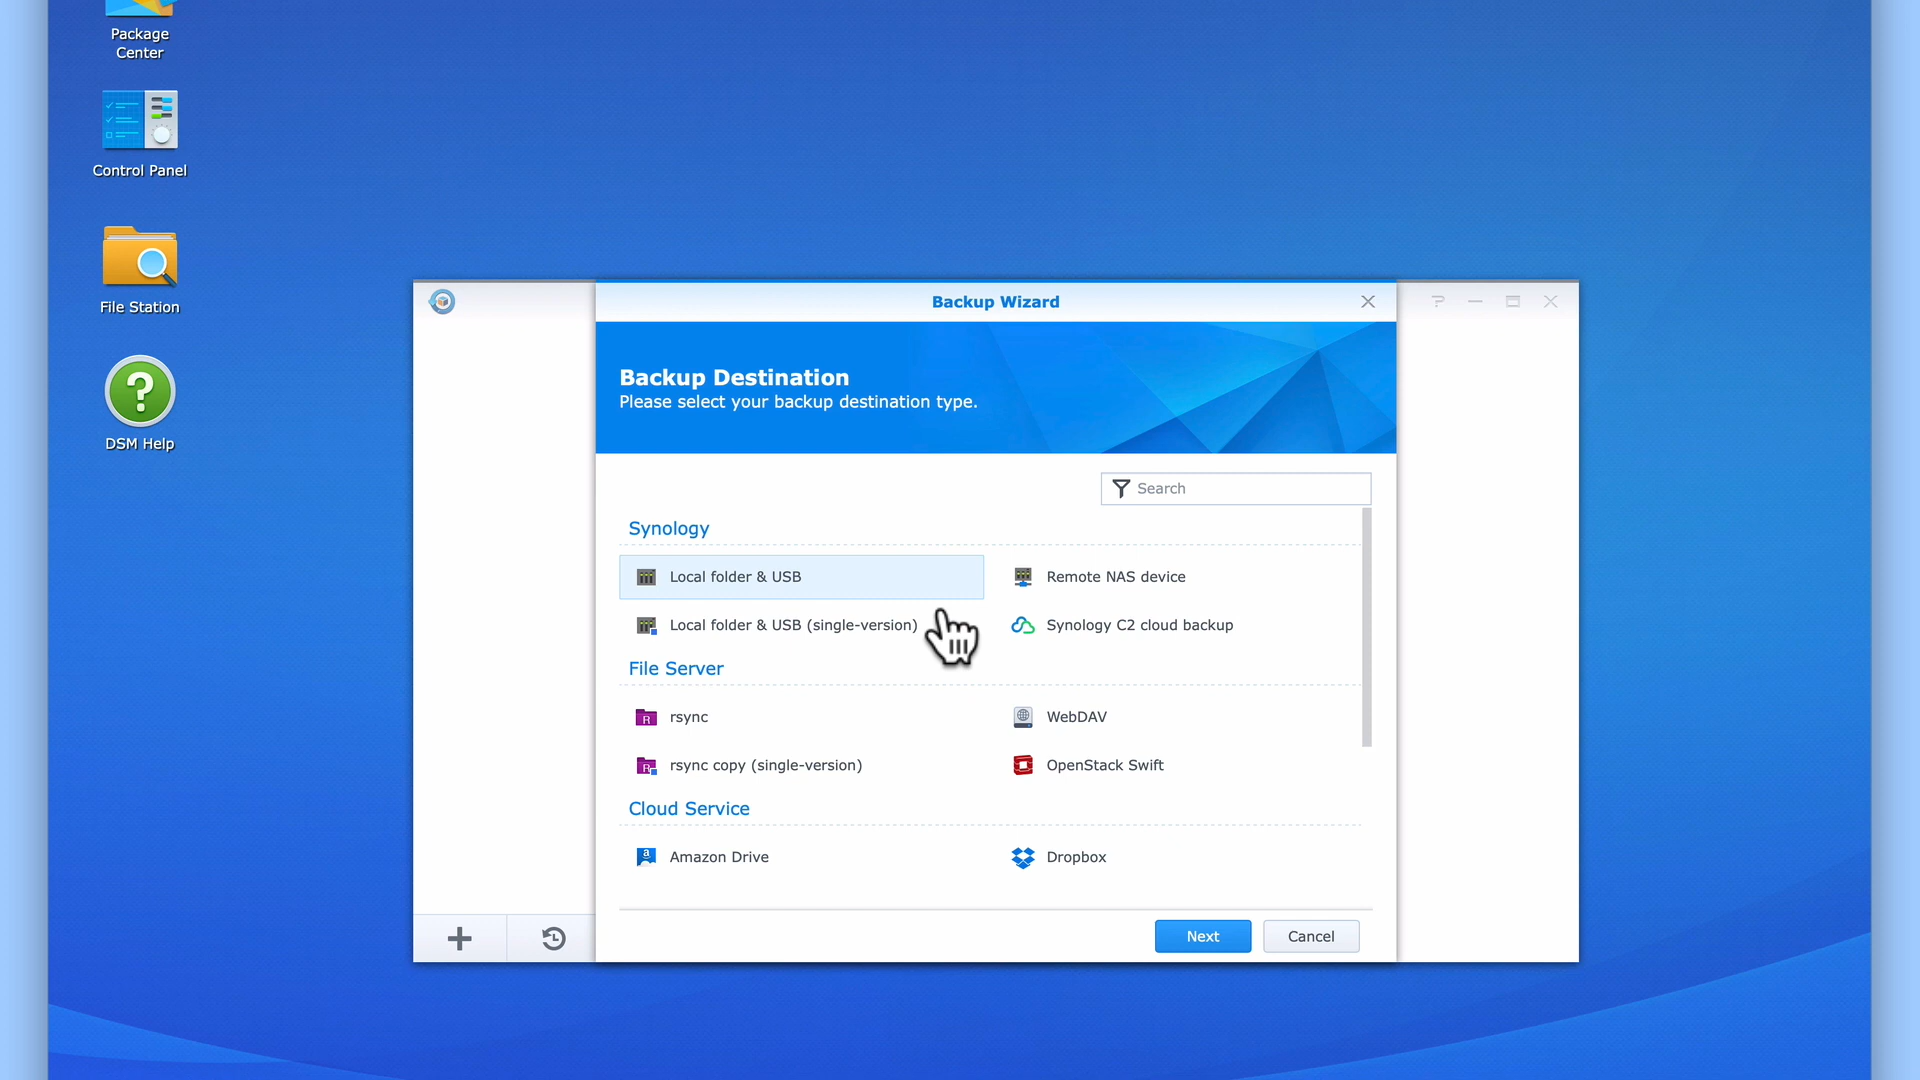 Package
Center
Control Panel
File Station
DSM Help
Backup Wizard
Backup Destination
Please select your backup destination type.
Search
Synology
Local folder & USB
Remote NAS device
Local folder & USB (single-version)
Synology C2 cloud backup
File Server
rsync
WebDAV
rsync copy (single-version)
OpenStack Swift
Cloud Service
Amazon Drive
Dropbox
Next
Cancel